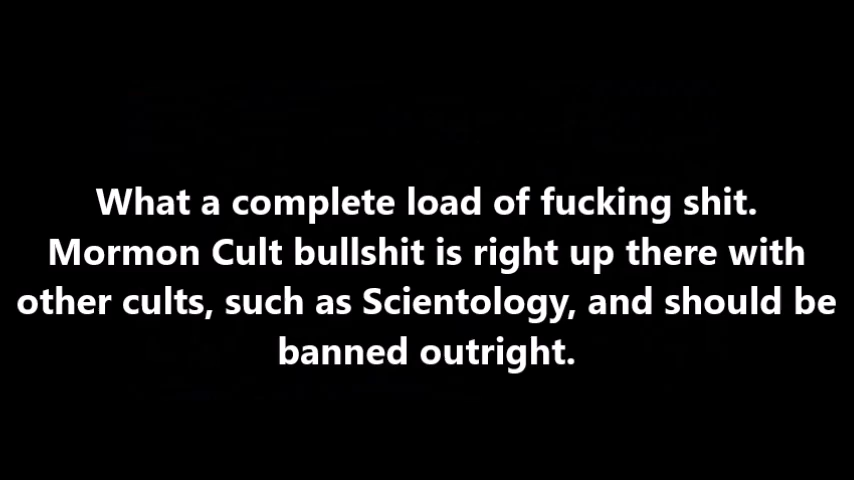 What a complete load of fucking shit.
Mormon Cult bullshit is right up there with
other cults, such as Scientology, and should be
banned outright.